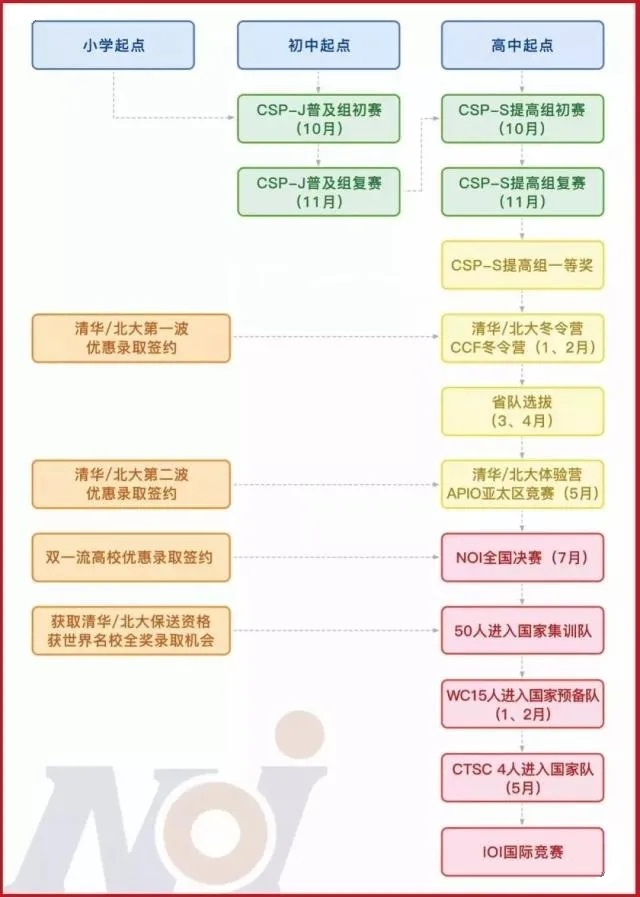 小学起点
初中起点
高中起点
CSP-J普及组初赛
（10月）
CSP-S提高组初赛
（10月）
CSP-J普及组复赛
（11月）
CSP-S提高组复赛
（11月）
CSP-S提高组一等奖
清华/北大第一波
优惠录取签约
清华/北大冬令营
CCF冬令营（1、2月）
省队选拔
（3、4月）
清华/北大第二波
优惠录取签约
清华/北大体验营
APIO亚太区竞赛（5月）
双一流高校优惠录取签约
NOI全国决赛（7月）
获取清华/北大保送资格
获世界名校全奖录取机会
50人进入国家集训队
WC15人进入国家预备队
（1、2月）
CTSC 4人进入国家队
（5月）
IOI国际竞赛
NOI